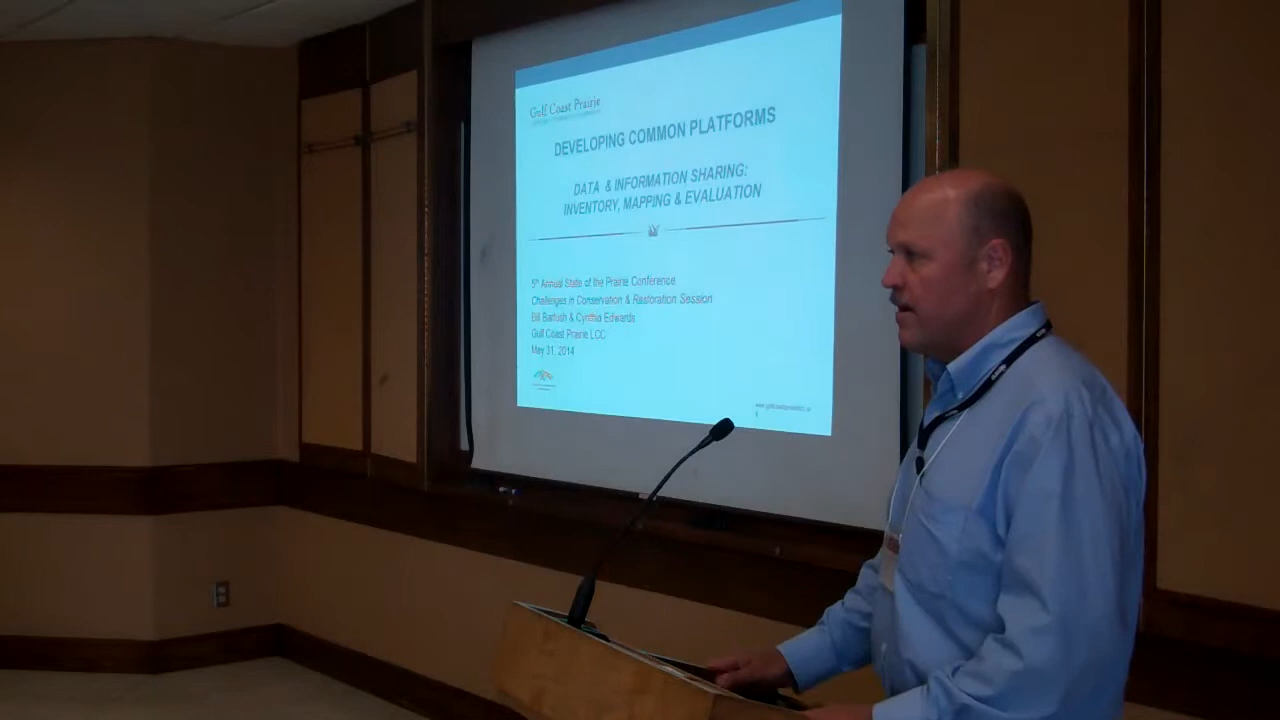 Gulf Coast Prairie
DEVELOPING COMMON PLATFORMS
DATA & INFORMATION SHARING:
INVENTORY, MAPPING & EVALUATION
5th Annual State of the Prairie Conference
Challenges in Conservation & Restoration Session
Bill Bartush & Cynthia Edwards
Gulf Coast Prairie LCC
May 31, 2014